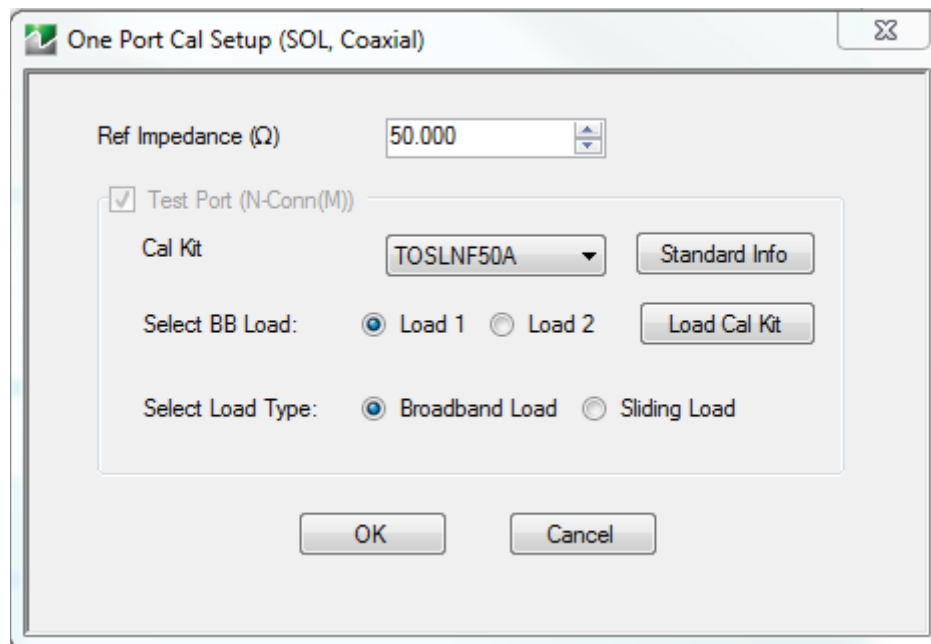 One Port Cal Setup (SOL, Coaxial)
Ref Impedance (Ω) 50.000
Test Port (N-Conn(M))
Cal Kit TOSLNF50A Standard Info
Select BB Load: Load 1 Load 2 Load Cal Kit
Select Load Type: Broadband Load Sliding Load
OK Cancel